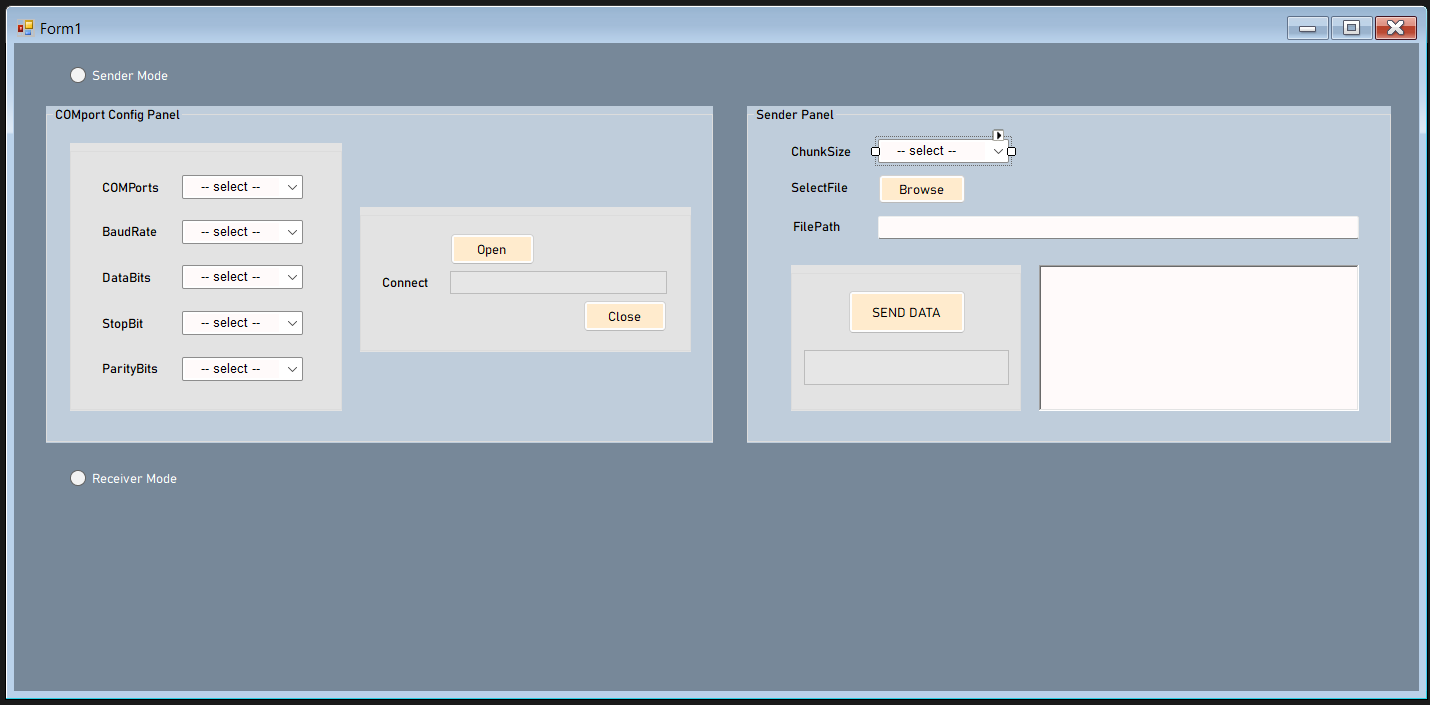 Form1
Sender Mode
COMport Config Panel
COMPorts -- select --
BaudRate -- select --
DataBits -- select --
StopBit -- select --
ParityBits -- select --
Open
Connect
Close
Sender Panel
ChunkSize -- select --
SelectFile Browse
FilePath
SEND DATA
Receiver Mode